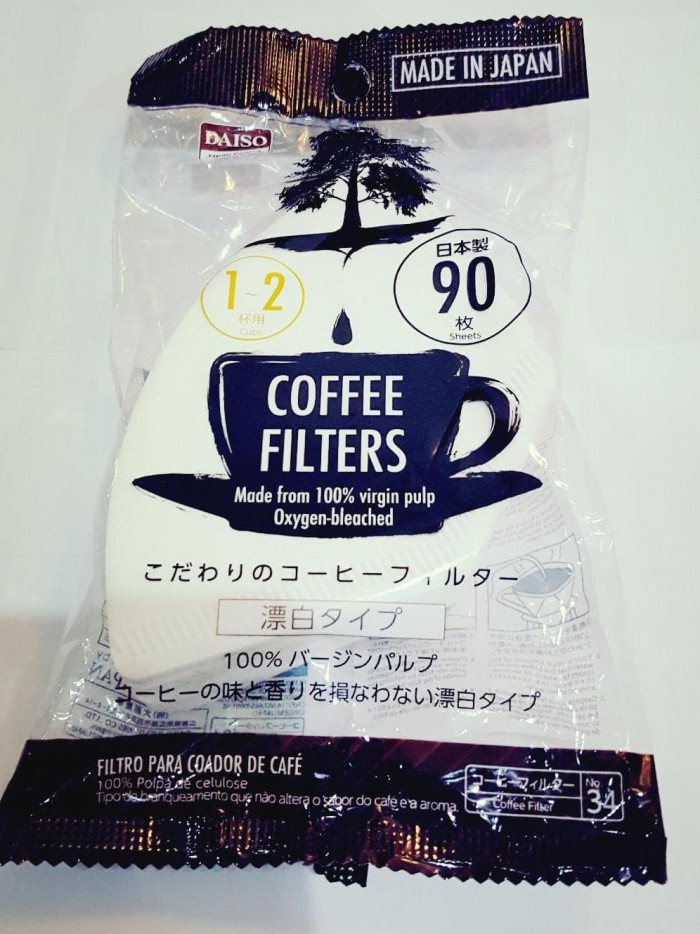 MADE IN JAPAN
DAISO
1~2
杯用
Cups
日本製
90
枚
Sheets
COFFEE
FILTERS
Made from 100% virgin pulp
Oxygen-bleached
こだわりのコーヒーフィルター
漂白タイプ
100% バージンパルプ
コーヒーの味と香りを損なわない漂白タイプ
FILTRO PARA COADOR DE CAFÉ
100% Polpa de celulose
Tipo de branqueamento que não altera o sabor do café e a aroma.
コーヒーフィルター
Coffee Filter
No
34